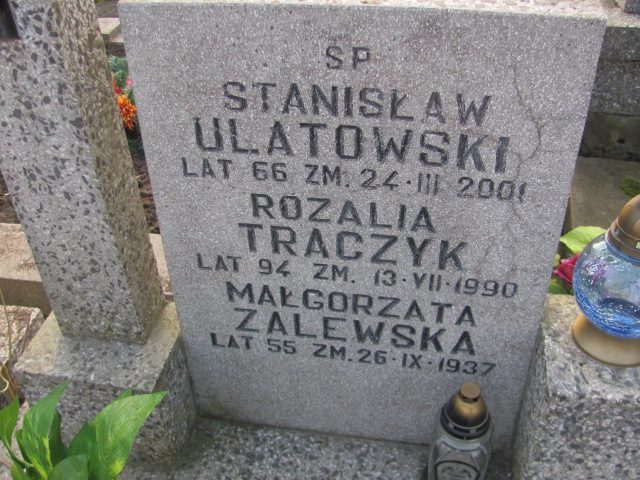 SP
STANISŁAW
ULATOWSKI
LAT 66 ZM. 24·III 2001
ROZALIA
TRACZYK
LAT 94 ZM. 13·VII·1990
MAŁGORZATA
ZALEWSKA
LAT 55 ZM. 26·IX·1937